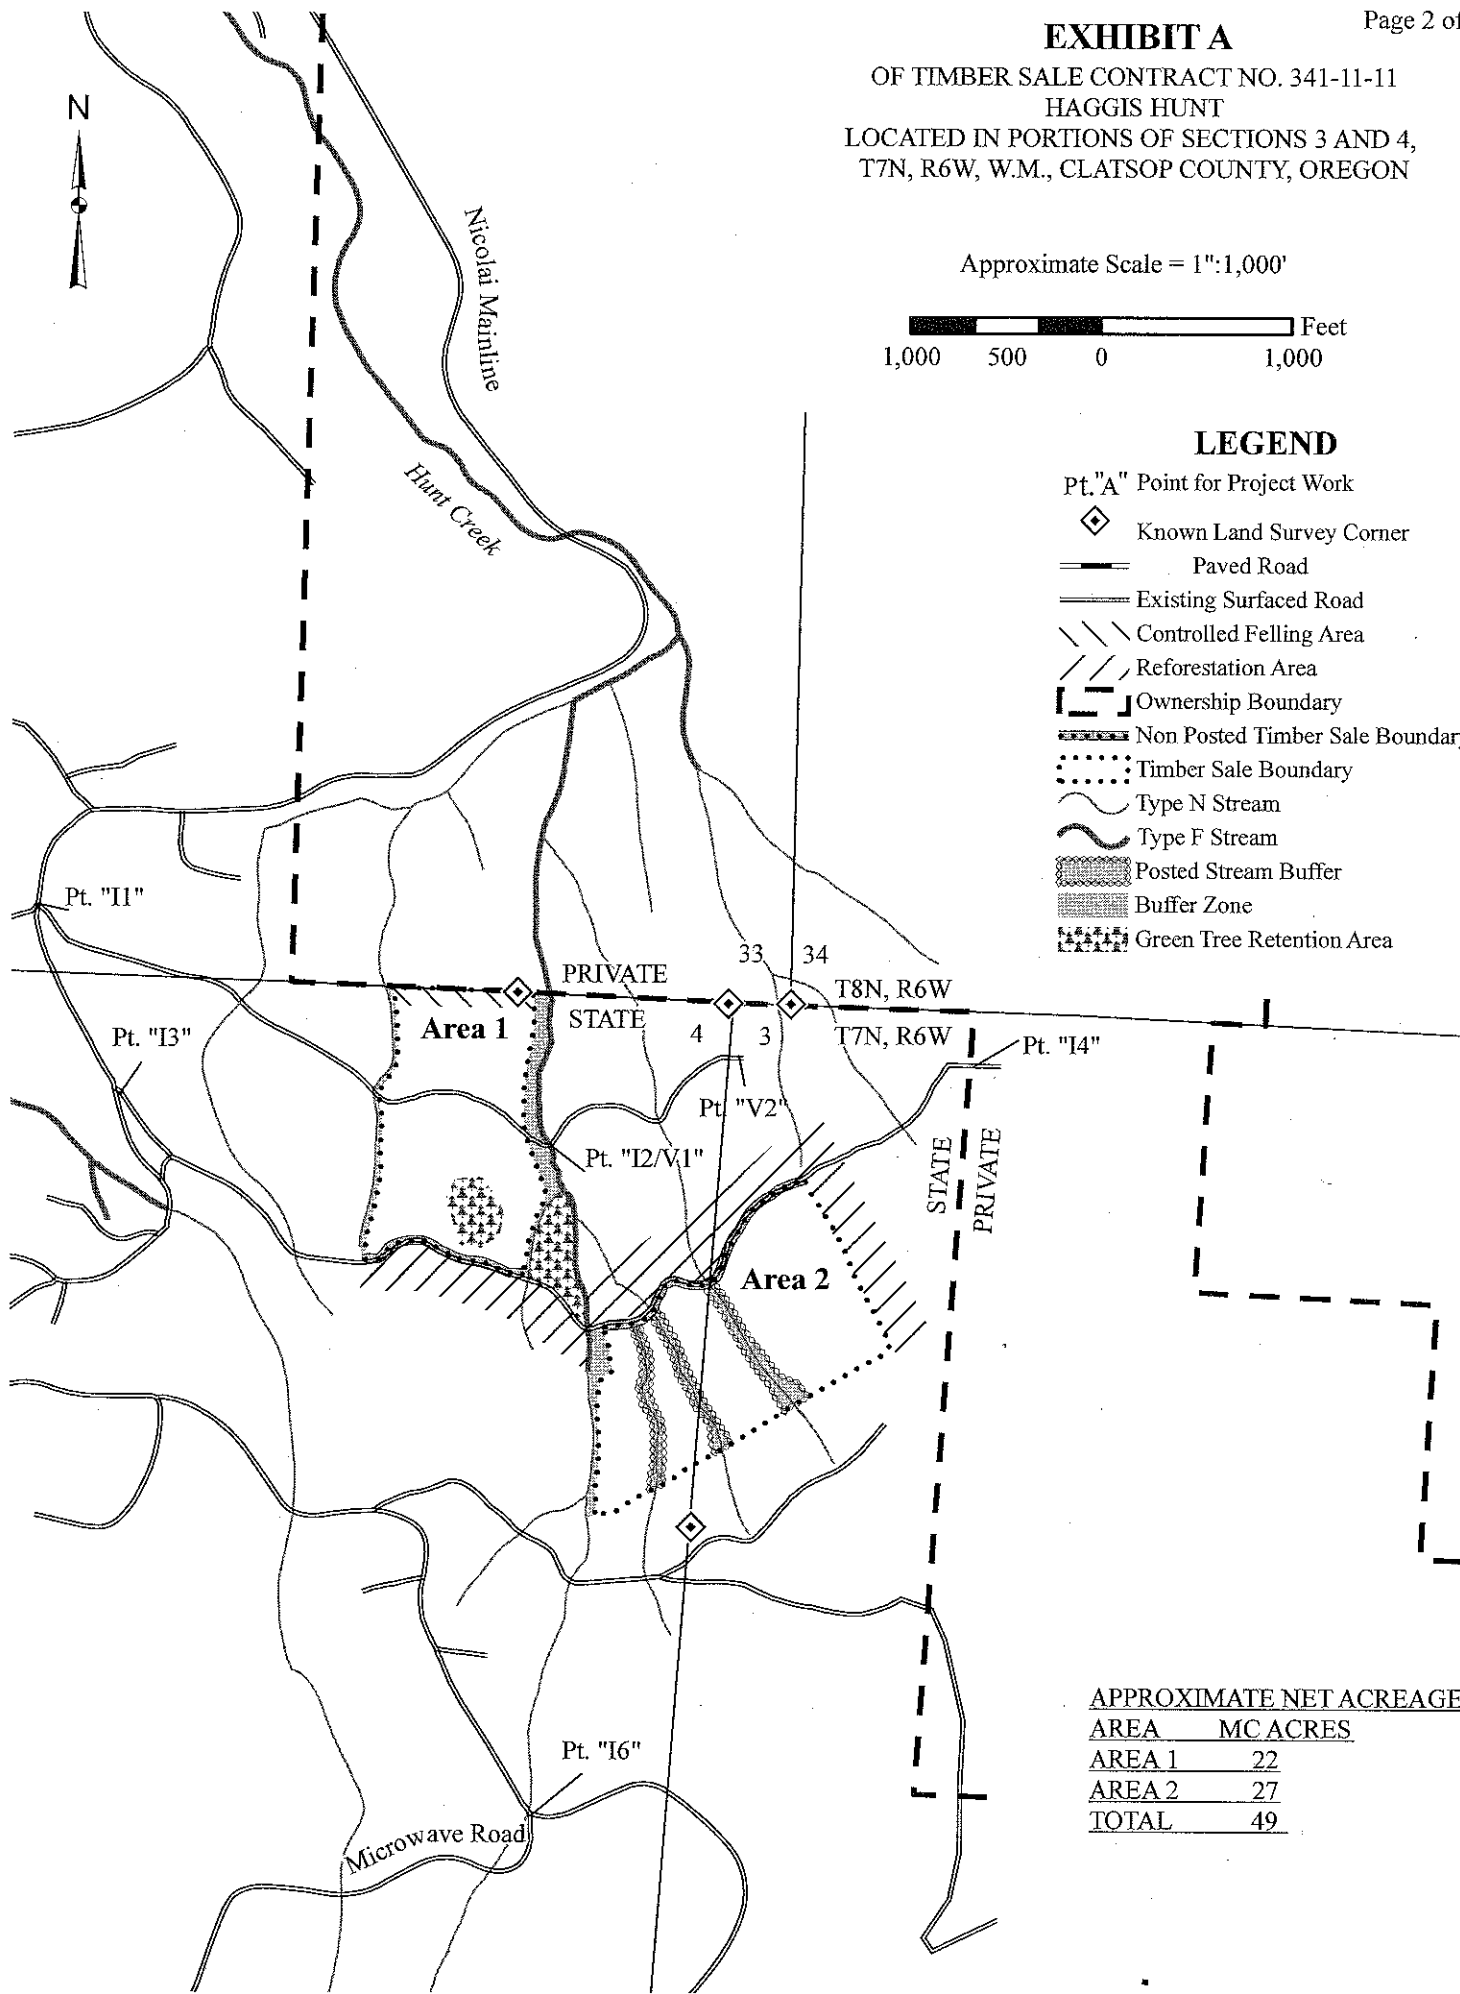 Page 2 of
EXHIBIT A
OF TIMBER SALE CONTRACT NO. 341-11-11
HAGGIS HUNT
LOCATED IN PORTIONS OF SECTIONS 3 AND 4,
T7N, R6W, W.M., CLATSOP COUNTY, OREGON
N
Approximate Scale = 1":1,000'
Feet
1,000 500 0 1,000
Nicolai Mainline
Hunt Creek
LEGEND
Pt."A" Point for Project Work
Known Land Survey Corner
Paved Road
Existing Surfaced Road
Controlled Felling Area
Reforestation Area
Ownership Boundary
Non Posted Timber Sale Boundary
Timber Sale Boundary
Type N Stream
Type F Stream
Posted Stream Buffer
Buffer Zone
Green Tree Retention Area
Pt. "I1"
33 34
PRIVATE
T8N, R6W
STATE
Area 1
4 3
T7N, R6W
Pt. "I3"
Pt. "I4"
Pt. "V2"
Pt. "I2/V1"
STATE
PRIVATE
Area 2
Pt. "I6"
Microwave Road
APPROXIMATE NET ACREAGE
AREA MC ACRES
AREA 1 22
AREA 2 27
TOTAL 49